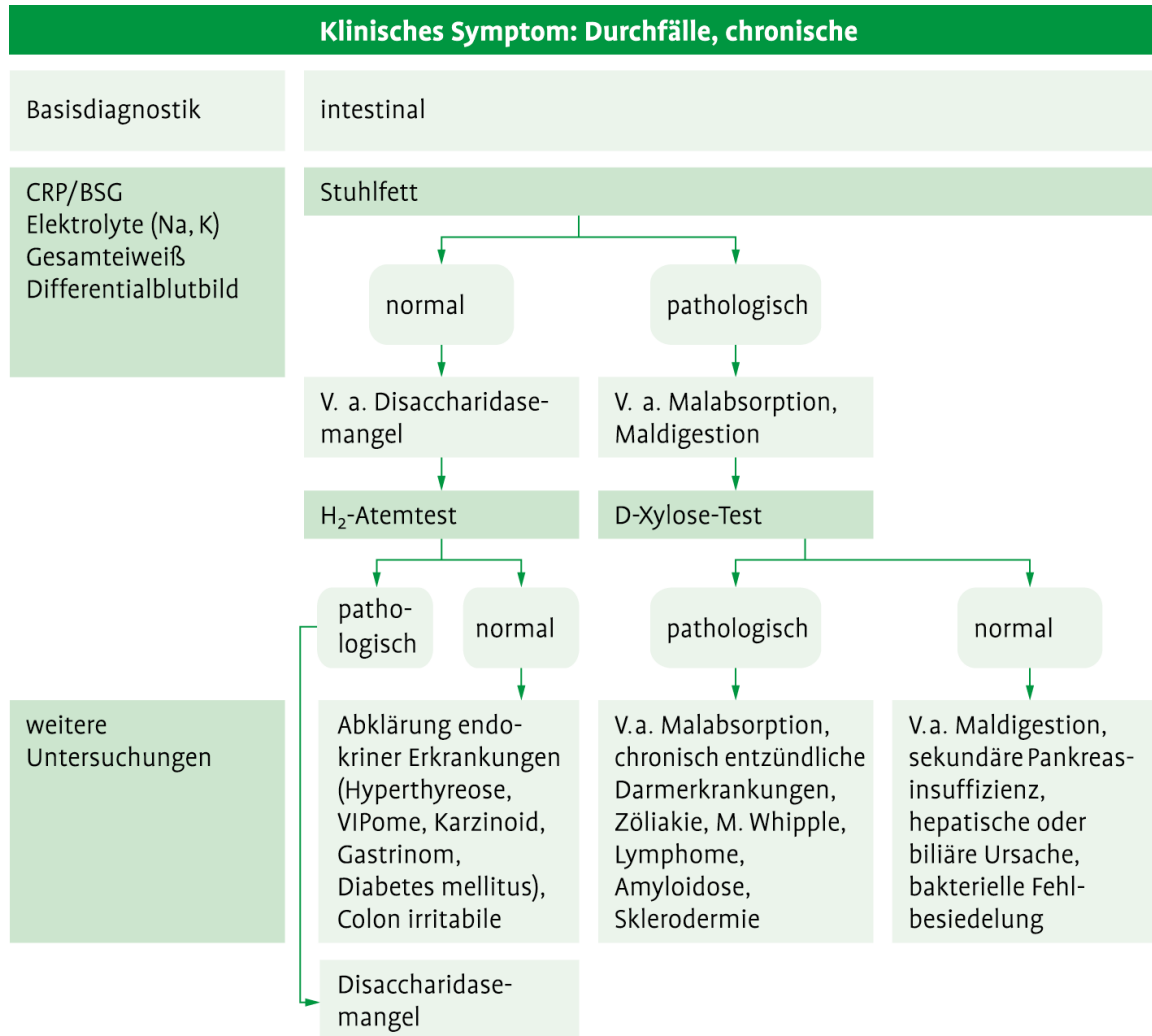 Klinisches Symptom: Durchfälle, chronische
Basisdiagnostik
intestinal
CRP/BSG
Elektrolyte (Na, K)
Gesamteiweiß
Differentialblutbild
Stuhlfett
normal
pathologisch
V. a. Disaccharidase-
mangel
V. a. Malabsorption,
Maldigestion
H₂-Atemtest
D-Xylose-Test
patho-
logisch
normal
pathologisch
normal
weitere
Untersuchungen
Abklärung endo-
kriner Erkrankungen
(Hyperthyreose,
VIPome, Karzinoid,
Gastrinom,
Diabetes mellitus),
Colon irritabile
V.a. Malabsorption,
chronisch entzündliche
Darmerkrankungen,
Zöliakie, M. Whipple,
Lymphome,
Amyloidose,
Sklerodermie
V.a. Maldigestion,
sekundäre Pankreas-
insuffizienz,
hepatische oder
biliäre Ursache,
bakterielle Fehl-
besiedelung
Disaccharidase-
mangel